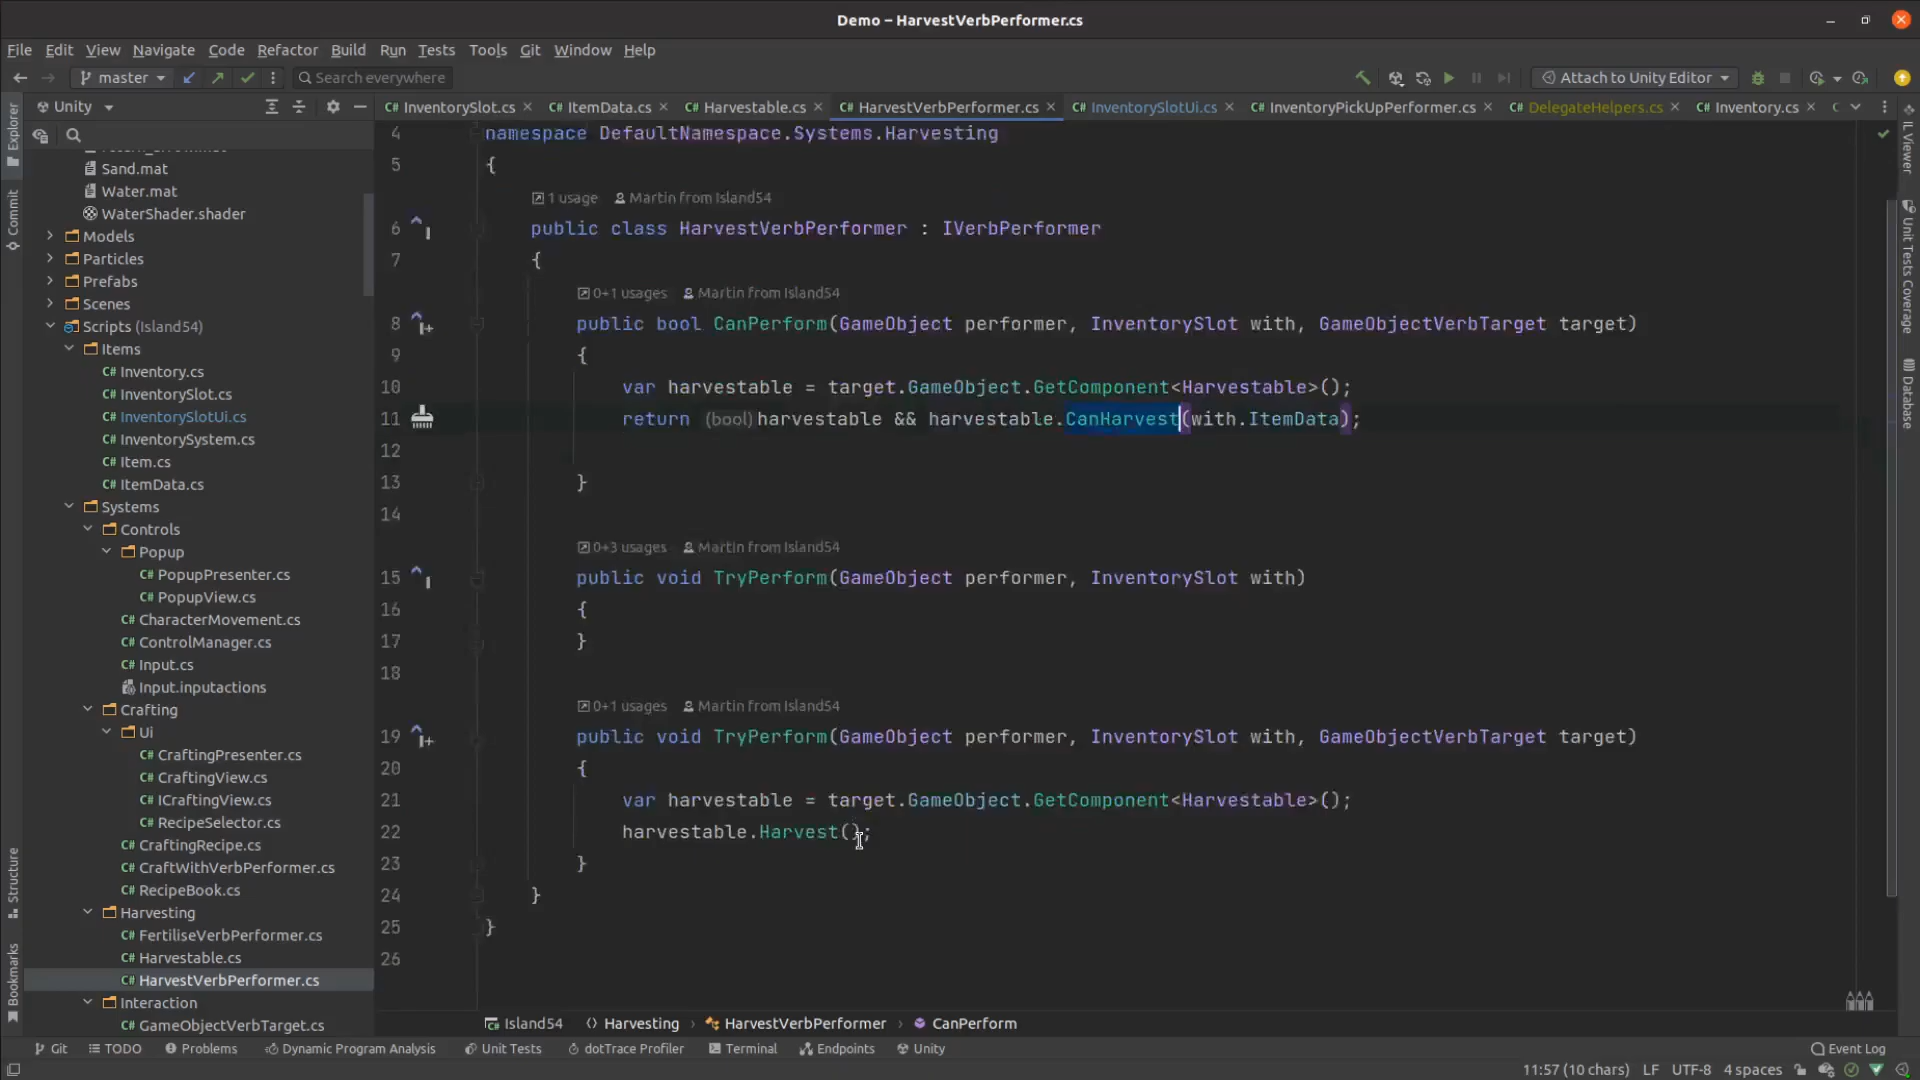 Demo – HarvestVerbPerformer.cs
File Edit View Navigate Code Refactor Build Run Tests Tools Git Window Help
master Search everywhere Attach to Unity Editor
Unity InventorySlot.cs ItemData.cs Harvestable.cs HarvestVerbPerformer.cs InventorySlotUi.cs InventoryPickUpPerformer.cs DelegateHelpers.cs Inventory.cs
Explorer
Commit
Structure
Bookmarks
Sand.mat
Water.mat
WaterShader.shader
Models
Particles
Prefabs
Scenes
Scripts (Island54)
Items
C# Inventory.cs
C# InventorySlot.cs
C# InventorySlotUi.cs
C# InventorySystem.cs
C# Item.cs
C# ItemData.cs
Systems
Controls
Popup
C# PopupPresenter.cs
C# PopupView.cs
C# CharacterMovement.cs
C# ControlManager.cs
C# Input.cs
Input.inputactions
Crafting
Ui
C# CraftingPresenter.cs
C# CraftingView.cs
C# ICraftingView.cs
C# RecipeSelector.cs
C# CraftingRecipe.cs
C# CraftWithVerbPerformer.cs
C# RecipeBook.cs
Harvesting
C# FertiliseVerbPerformer.cs
C# Harvestable.cs
C# HarvestVerbPerformer.cs
Interaction
C# GameObjectVerbTarget.cs
4 namespace DefaultNamespace.Systems.Harvesting
5 {
1 usage Martin from Island54
6 public class HarvestVerbPerformer : IVerbPerformer
7 {
0+1 usages Martin from Island54
8 public bool CanPerform(GameObject performer, InventorySlot with, GameObjectVerbTarget target)
9 {
10 var harvestable = target.GameObject.GetComponent<Harvestable>();
11 return (bool)harvestable && harvestable.CanHarvest(with.ItemData);
12
13 }
14
0+3 usages Martin from Island54
15 public void TryPerform(GameObject performer, InventorySlot with)
16 {
17 }
18
0+1 usages Martin from Island54
19 public void TryPerform(GameObject performer, InventorySlot with, GameObjectVerbTarget target)
20 {
21 var harvestable = target.GameObject.GetComponent<Harvestable>();
22 harvestable.Harvest();
23 }
24 }
25 }
26
IL Viewer
Unit Tests Coverage
Database
Island54 Harvesting HarvestVerbPerformer CanPerform
Git TODO Problems Dynamic Program Analysis Unit Tests dotTrace Profiler Terminal Endpoints Unity Event Log
11:57 (10 chars) LF UTF-8 4 spaces